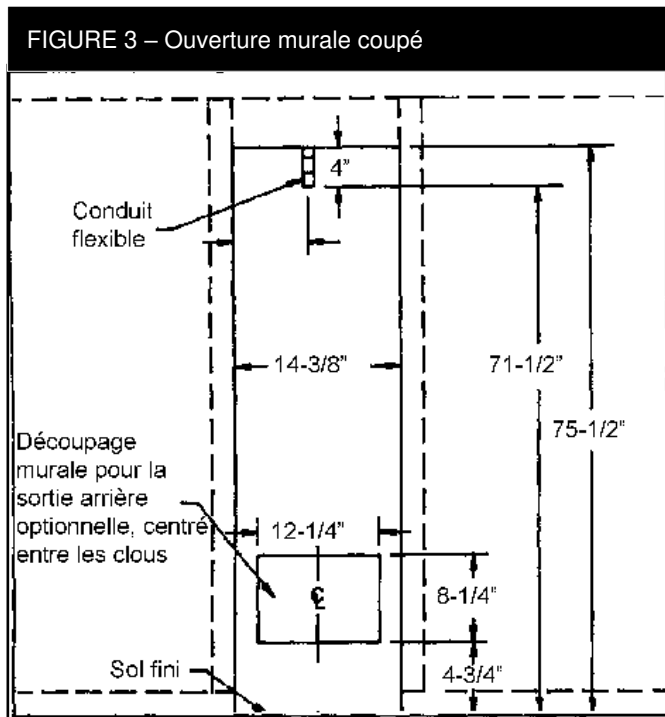 FIGURE 3 – Ouverture murale coupé
4"
Conduit
flexible
14-3/8"
71-1/2"
75-1/2"
Découpage
murale pour la
sortie arrière
optionnelle, centré
entre les clous
12-1/4"
8-1/4"
Sol fini
4-3/4"